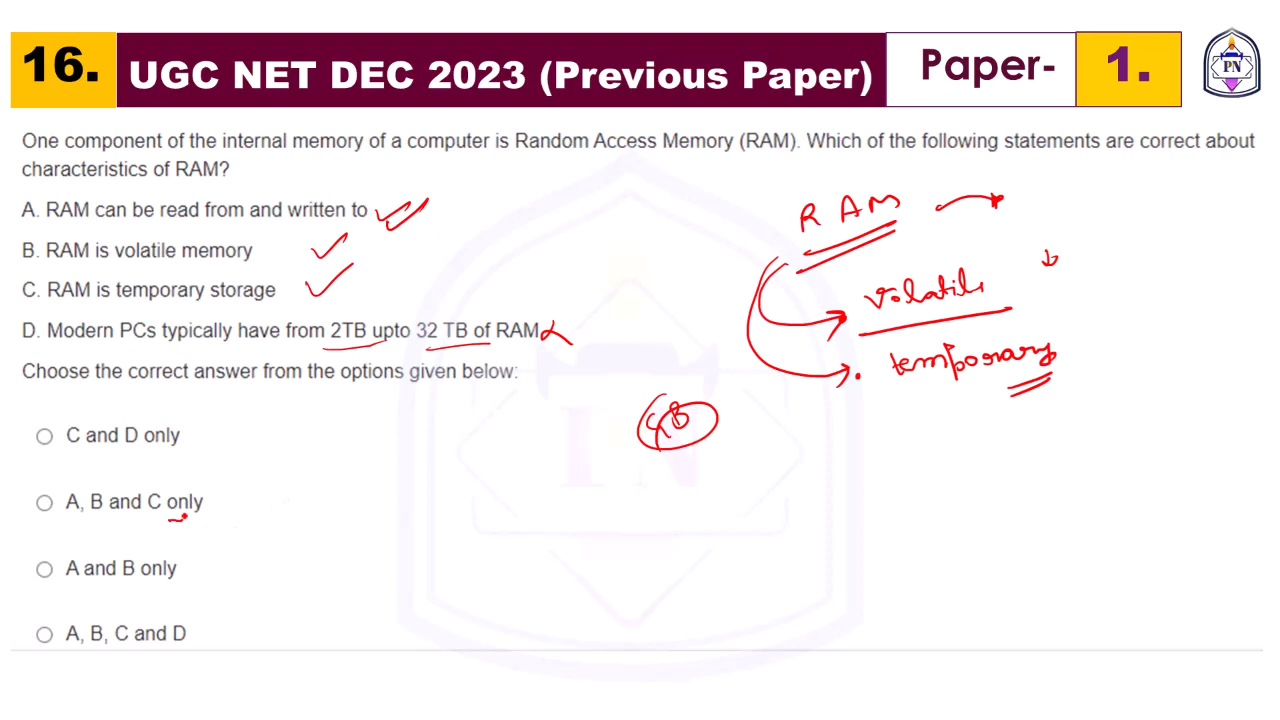 16. UGC NET DEC 2023 (Previous Paper) Paper- 1.
PN
One component of the internal memory of a computer is Random Access Memory (RAM). Which of the following statements are correct about
characteristics of RAM?
A. RAM can be read from and written to
B. RAM is volatile memory
C. RAM is temporary storage
D. Modern PCs typically have from 2TB upto 32 TB of RAM
Choose the correct answer from the options given below:
C and D only
A, B and C only
A and B only
A, B, C and D
RAM
volatile
temporary
GB
PN